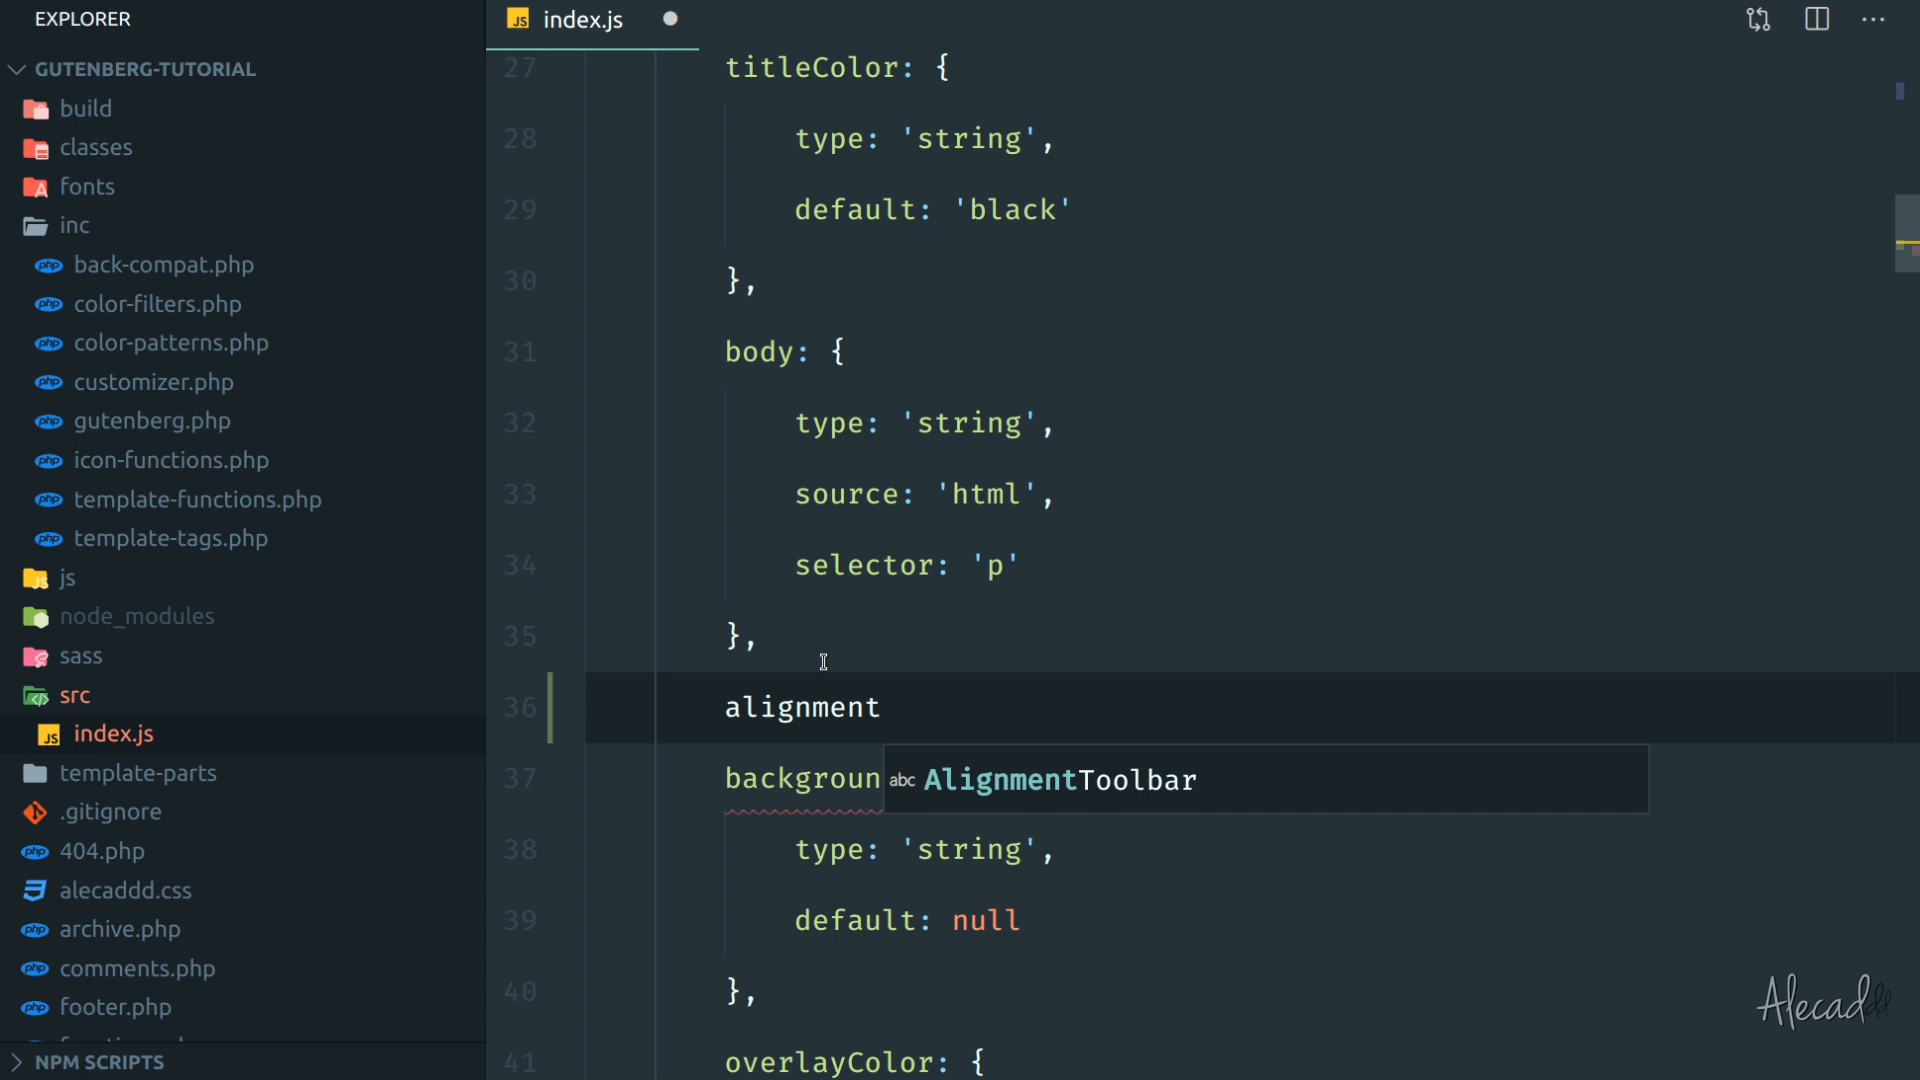 EXPLORER
GUTENBERG-TUTORIAL
build
classes
fonts
inc
back-compat.php
color-filters.php
color-patterns.php
customizer.php
gutenberg.php
icon-functions.php
template-functions.php
template-tags.php
js
node_modules
sass
src
index.js
template-parts
.gitignore
404.php
alecaddd.css
archive.php
comments.php
footer.php
NPM SCRIPTS
index.js
27 titleColor: {
28 type: 'string',
29 default: 'black'
30 },
31 body: {
32 type: 'string',
33 source: 'html',
34 selector: 'p'
35 },
36 alignment
37 backgroun
abc AlignmentToolbar
38 type: 'string',
39 default: null
40 },
41 overlayColor: {
Alecaddd